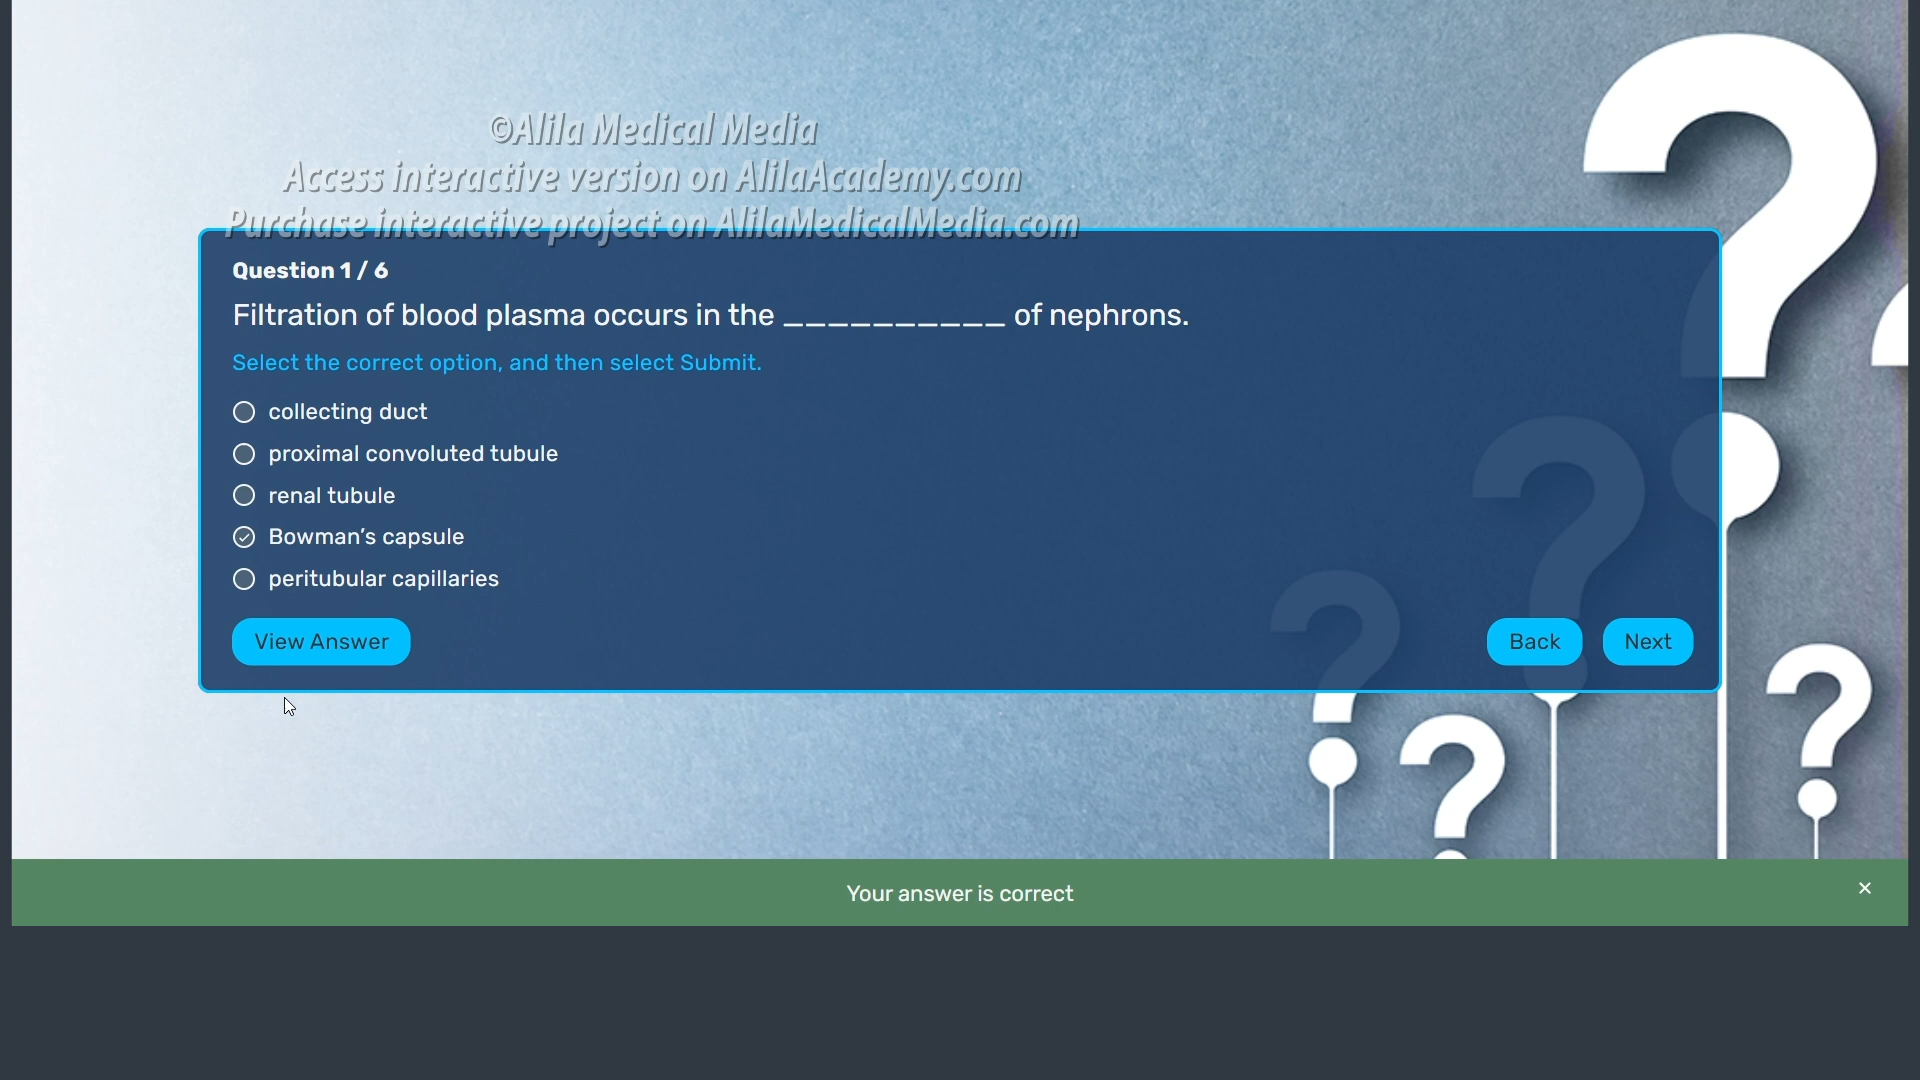 ©Alila Medical Media
Access interactive version on AlilaAcademy.com
Purchase interactive project on AlilaMedicalMedia.com
Question 1 / 6
Filtration of blood plasma occurs in the __________ of nephrons.
Select the correct option, and then select Submit.
collecting duct
proximal convoluted tubule
renal tubule
Bowman’s capsule
peritubular capillaries
View Answer
Back
Next
Your answer is correct